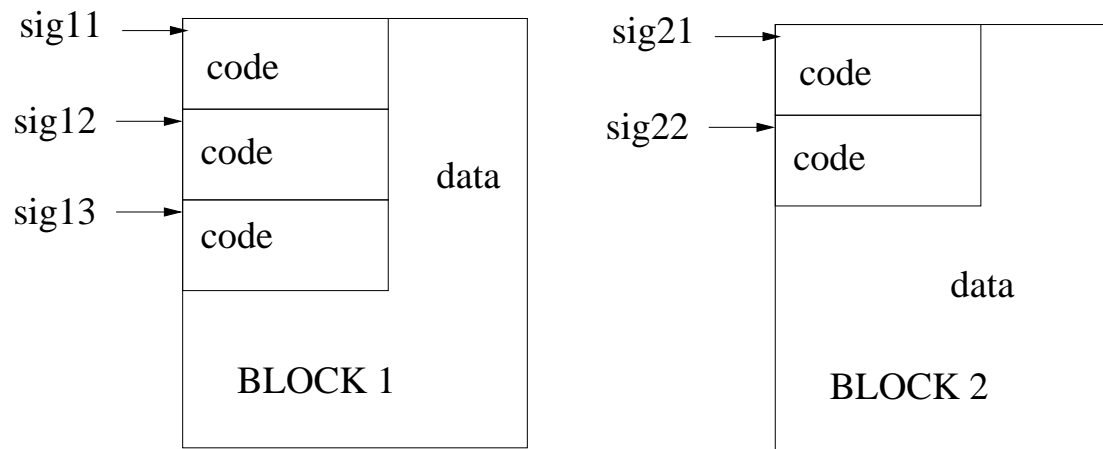 sig11
code
sig12
code
data
sig13
code
BLOCK 1
sig21
code
sig22
code
data
BLOCK 2